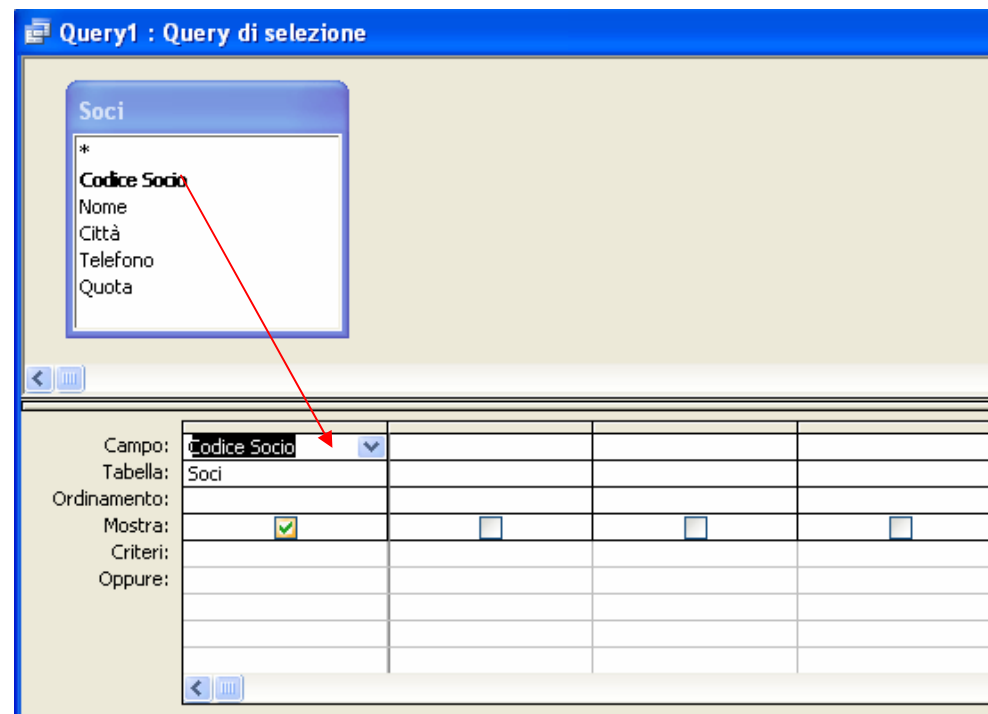 Query1 : Query di selezione
Soci
*
Codice Socio
Nome
Città
Telefono
Quota
Campo: Codice Socio
Tabella: Soci
Ordinamento:
Mostra:
Criteri:
Oppure: